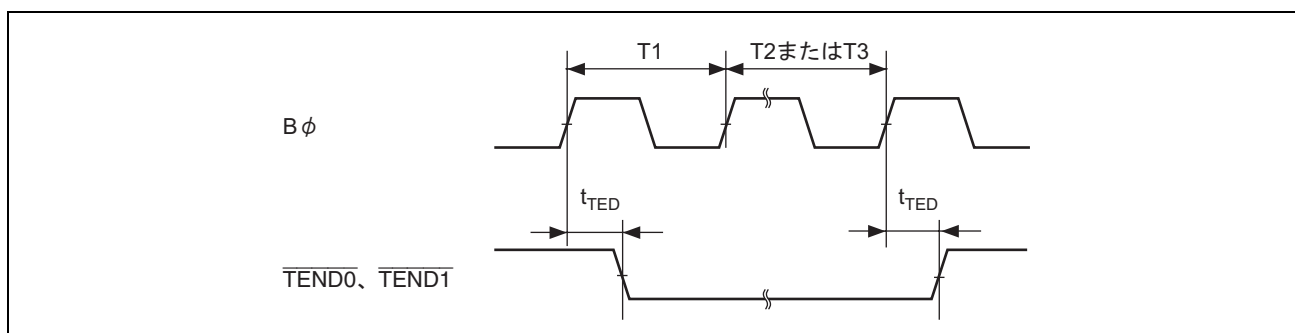 T1
T2またはT3
Bφ
tTED
tTED
TEND0、TEND1